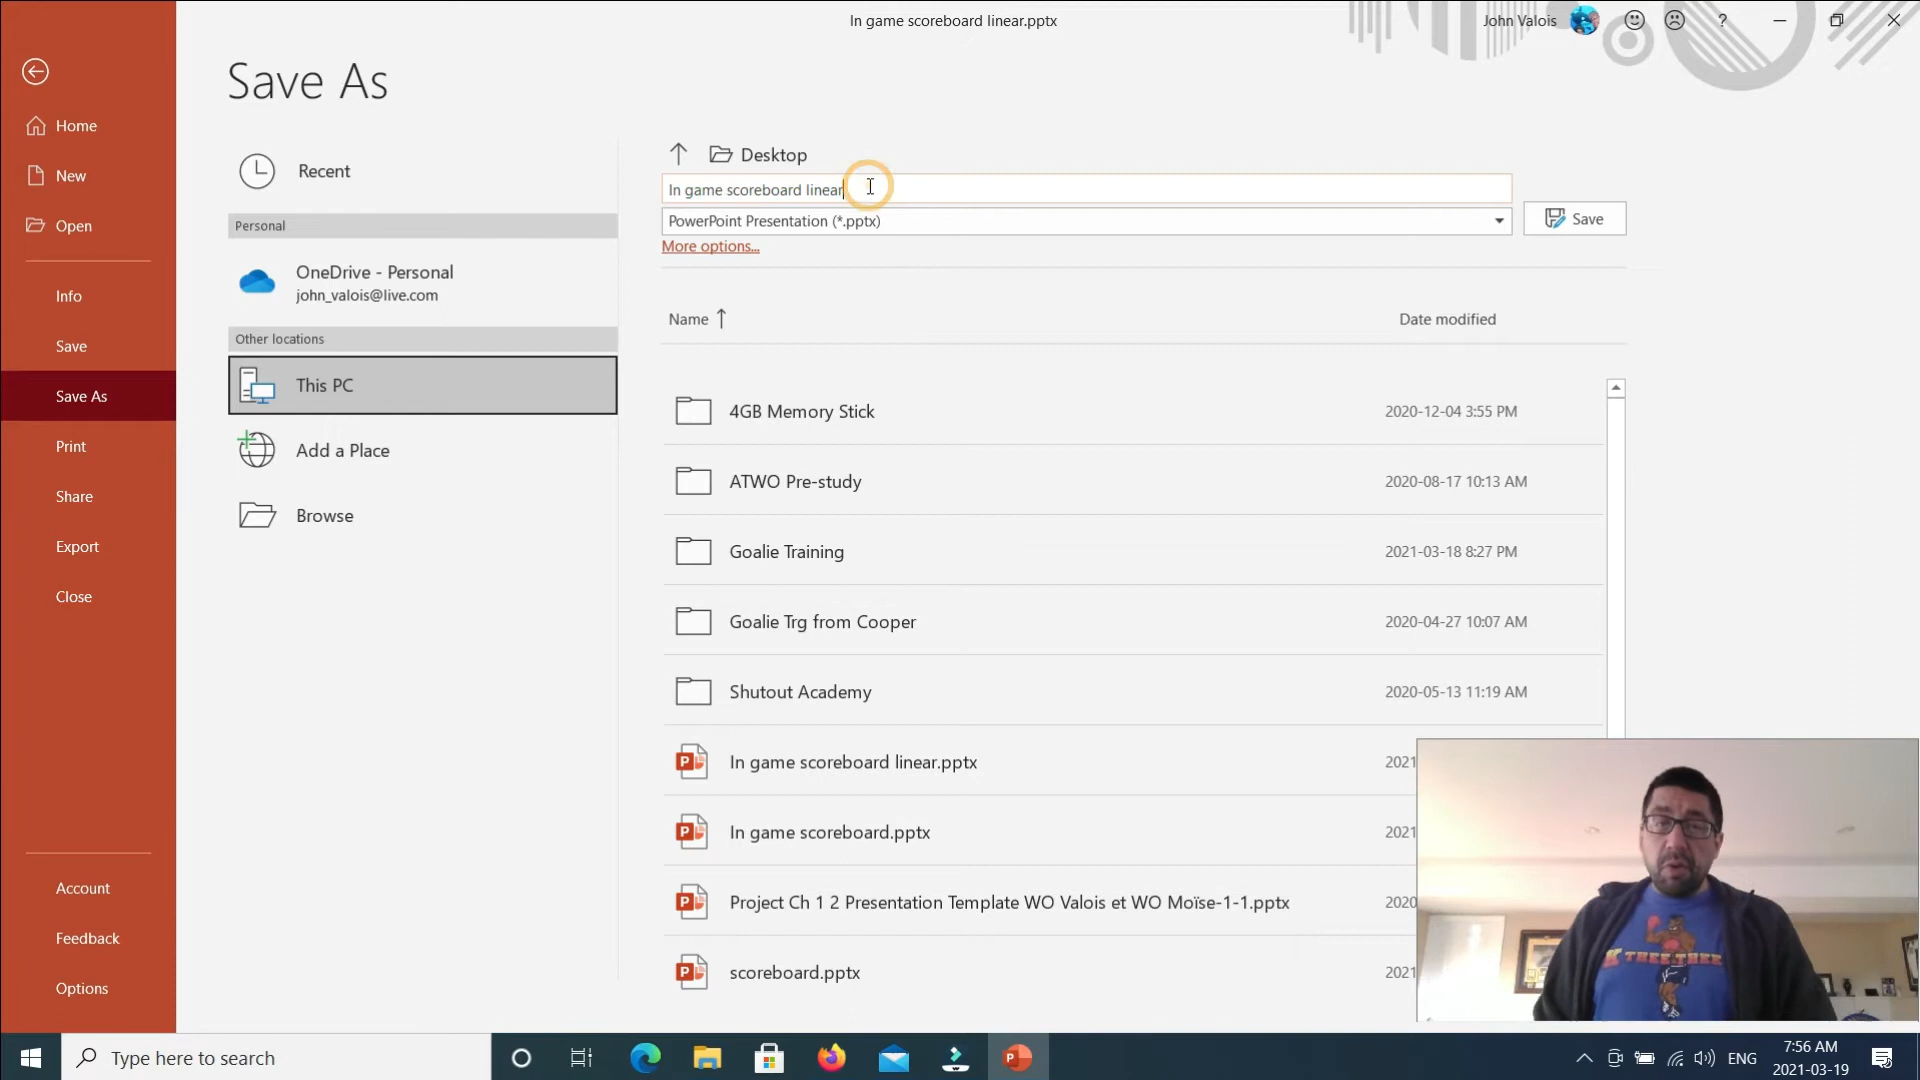 In game scoreboard linear.pptx
John Valois
?
Save As
Home
New
Open
Info
Save
Save As
Print
Share
Export
Close
Account
Feedback
Options
Recent
Personal
OneDrive - Personal
john_valois@live.com
Other locations
This PC
Add a Place
Browse
Desktop
In game scoreboard linear
PowerPoint Presentation (*.pptx)
Save
More options...
Name
Date modified
4GB Memory Stick
2020-12-04 3:55 PM
ATWO Pre-study
2020-08-17 10:13 AM
Goalie Training
2021-03-18 8:27 PM
Goalie Trg from Cooper
2020-04-27 10:07 AM
Shutout Academy
2020-05-13 11:19 AM
In game scoreboard linear.pptx
2021
In game scoreboard.pptx
2021
Project Ch 1 2 Presentation Template WO Valois et WO Moïse-1-1.pptx
2020
scoreboard.pptx
2021
Type here to search
ENG
7:56 AM
2021-03-19